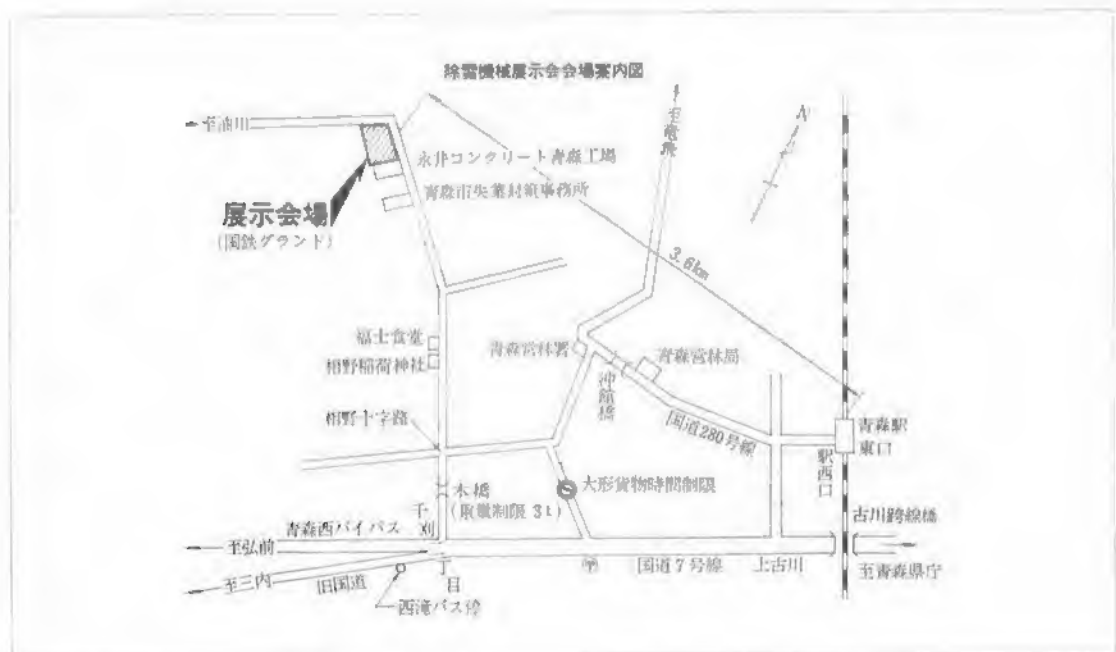 除雪機械展示会会場案内図
至油川
永井コンクリート青森工場
青森市失業対策事務所
展示会場
(国鉄グランド)
N
3.6km
福士食堂
相野稲荷神社
青森営林署
青森営林局
沖館橋
国道280号線
相野十字路
青森駅
東口
駅西口
木橋
(散職制限 3t)
大形貨物時間制限
古川跨線橋
青森西バイパス
至弘前
千刈
丁目
国道7号線
上古川
至青森県庁
至三内
旧国道
西滝バス停